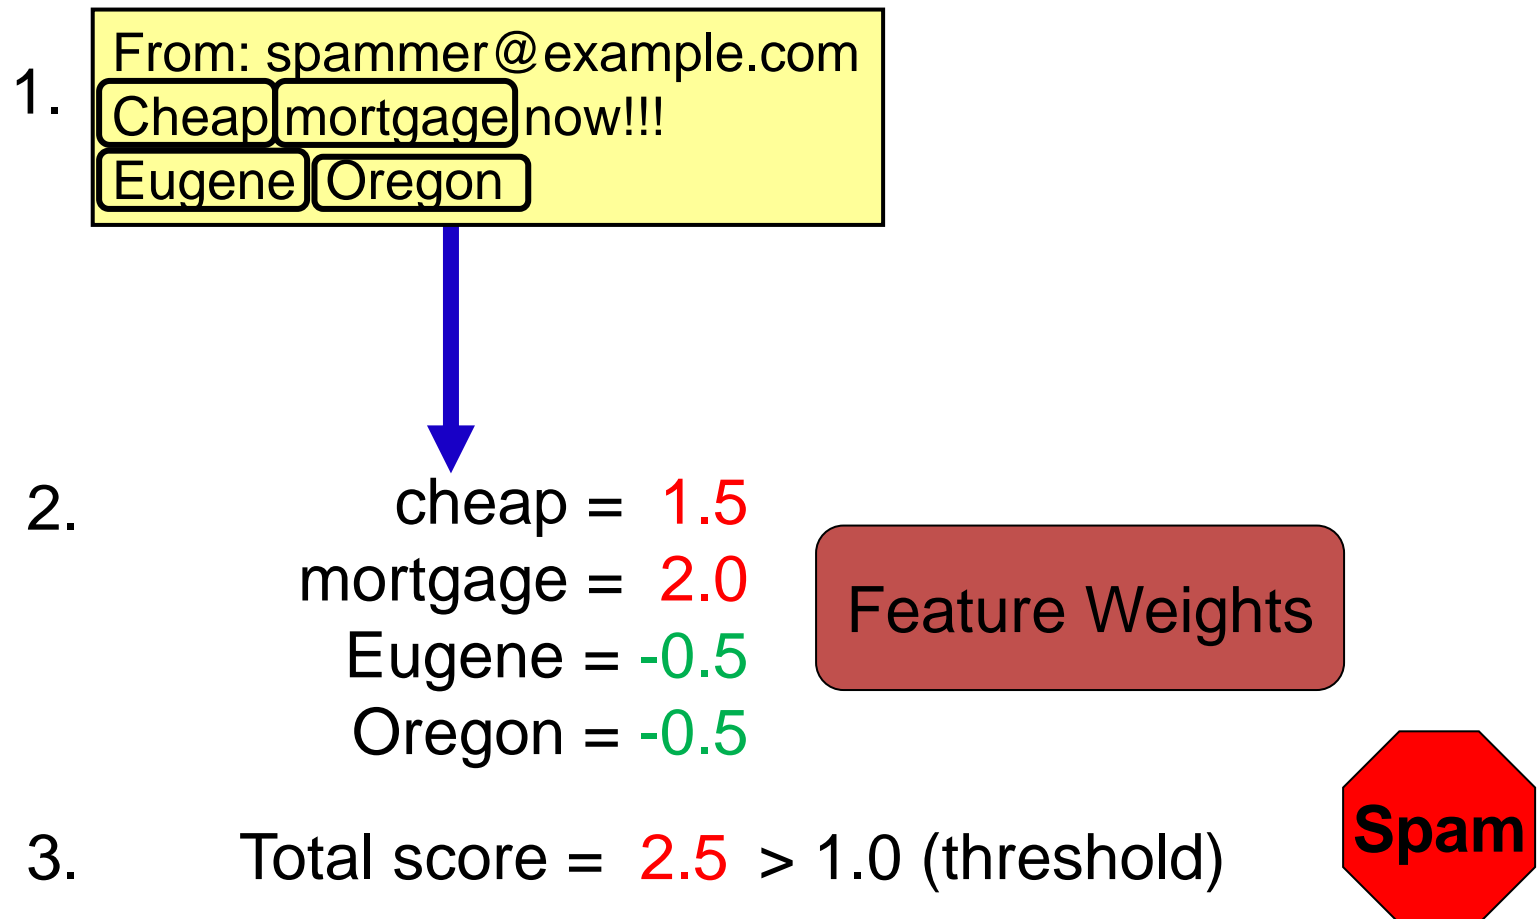 1.
From: spammer@example.com
Cheap mortgage now!!!
Eugene Oregon
2.
cheap = 1.5
mortgage = 2.0
Eugene = -0.5
Oregon = -0.5
Feature Weights
3.
Total score = 2.5 > 1.0 (threshold)
Spam